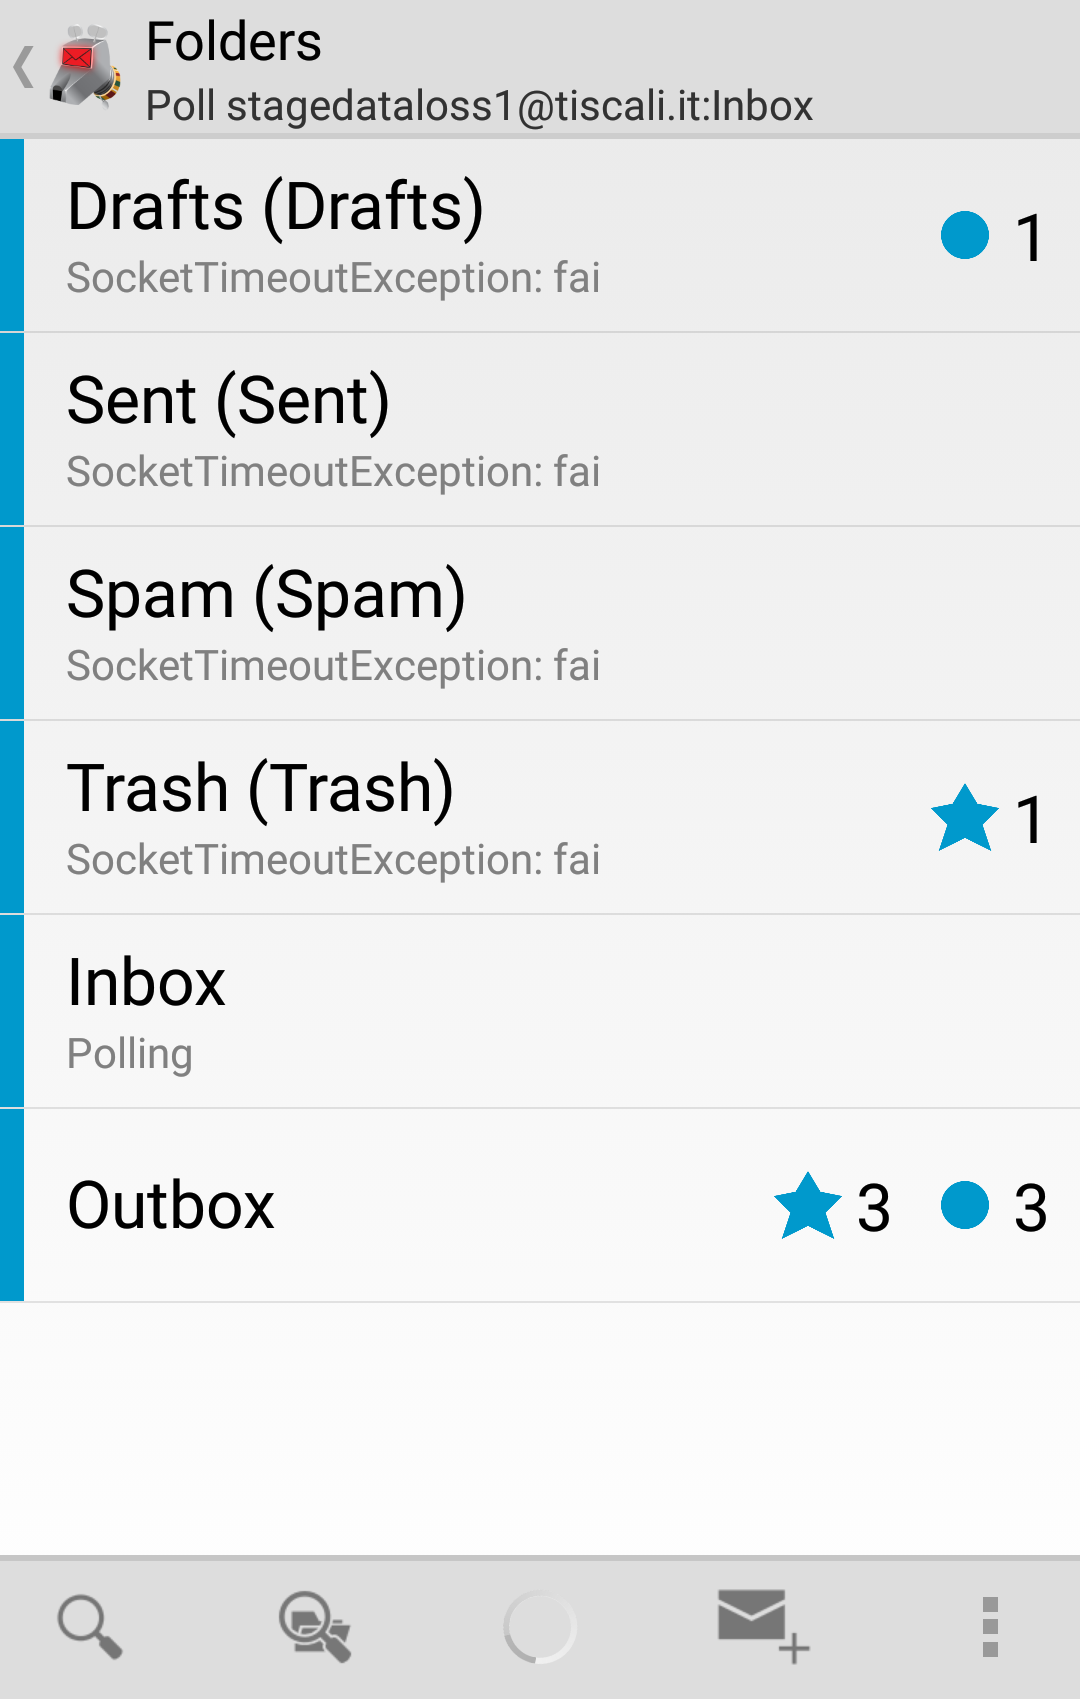 Folders
Poll stagedataloss1@tiscali.it:Inbox
Drafts (Drafts)
SocketTimeoutException: fai
1
Sent (Sent)
SocketTimeoutException: fai
Spam (Spam)
SocketTimeoutException: fai
Trash (Trash)
SocketTimeoutException: fai
1
Inbox
Polling
Outbox
3
3